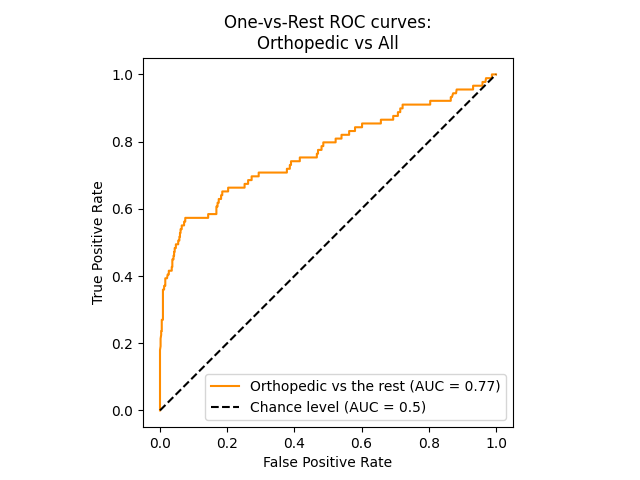 One-vs-Rest ROC curves:
Orthopedic vs All
1.0
0.8
0.6
0.4
0.2
0.0
True Positive Rate
Orthopedic vs the rest (AUC = 0.77)
Chance level (AUC = 0.5)
0.0 0.2 0.4 0.6 0.8 1.0
False Positive Rate